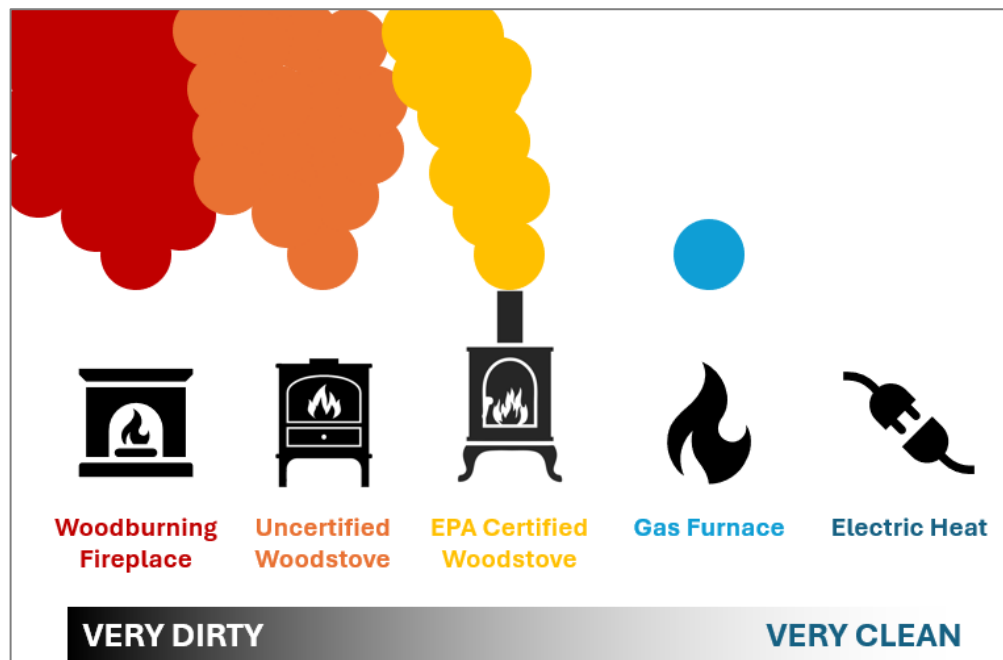 Woodburning
Fireplace
Uncertified
Woodstove
EPA Certified
Woodstove
Gas Furnace
Electric Heat
VERY DIRTY
VERY CLEAN